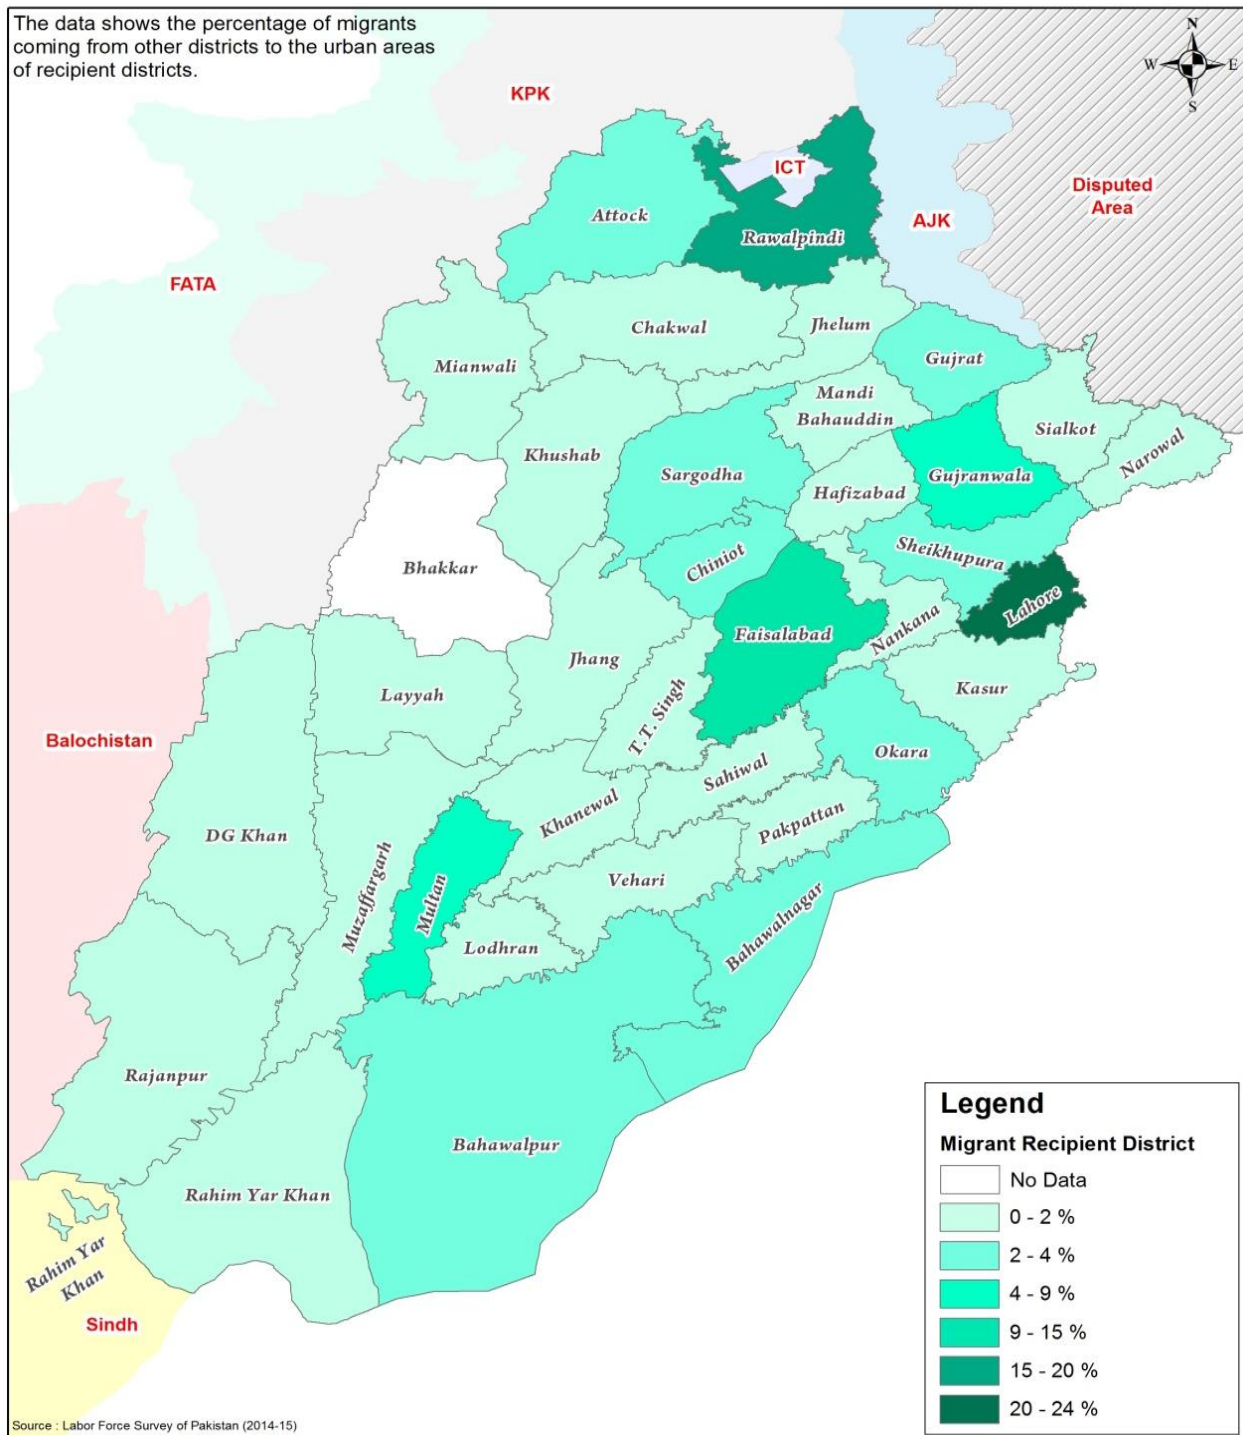 The data shows the percentage of migrants
coming from other districts to the urban areas
of recipient districts.
N
W E
S
KPK
ICT
Disputed
Area
Attock
AJK
Rawalpindi
FATA
Chakwal
Jhelum
Gujrat
Mianwali
Mandi
Bahauddin
Sialkot
Narowal
Khushab
Sargodha
Gujranwala
Hafizabad
Sheikhupura
Chiniot
Bhakkar
Lahore
Faisalabad
Nankana
Jhang
Kasur
Layyah
T.T. Singh
Balochistan
Okara
Sahiwal
Khanewal
Pakpattan
DG Khan
Vehari
Muzaffargarh
Multan
Bahawalnagar
Lodhran
Rajanpur
Bahawalpur
Rahim Yar Khan
Rahim Yar
Khan
Sindh
Legend
Migrant Recipient District
No Data
0 - 2 %
2 - 4 %
4 - 9 %
9 - 15 %
15 - 20 %
20 - 24 %
Source : Labor Force Survey of Pakistan (2014-15)